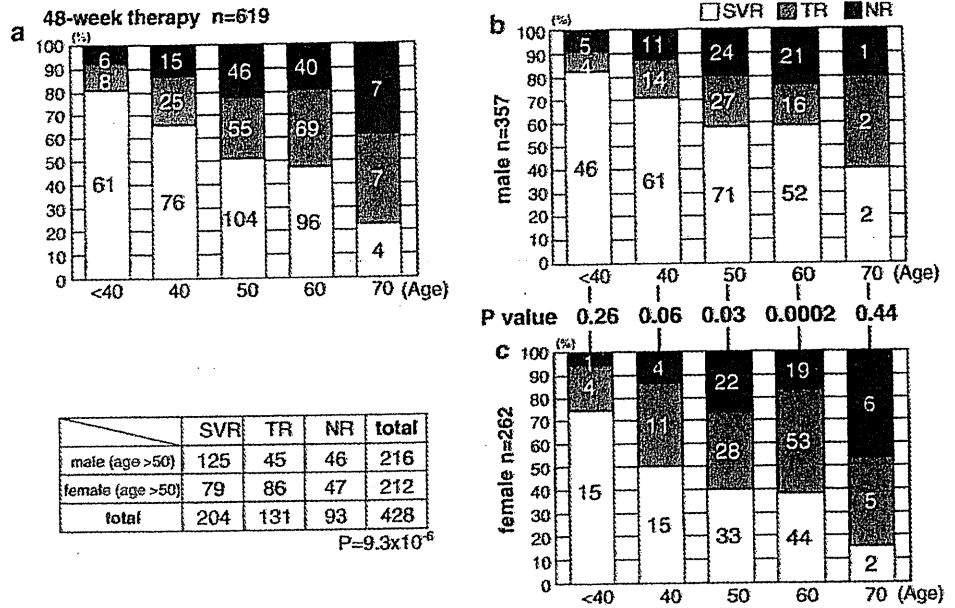 48-week therapy n=619
a
(%)
100
90
80
70
60
50
40
30
20
10
0
6 15 46 40 7
8 25 55 69 7
61 76 104 96 4
<40 40 50 60 70 (Age)
SVR TR NR
b
(%)
male n=357
100
90
80
70
60
50
40
30
20
10
0
5 11 24 21 1
4 14 27 16 2
46 61 71 52 2
<40 40 50 60 70 (Age)
P value 0.26 0.06 0.03 0.0002 0.44
c
(%)
female n=262
100
90
80
70
60
50
40
30
20
10
0
1 4 22 19 6
4 11 28 53 5
15 15 33 44 2
<40 40 50 60 70 (Age)
SVR TR NR total
male (age >50) 125 45 46 216
female (age >50) 79 86 47 212
total 204 131 93 428
P=9.3x10⁻⁶